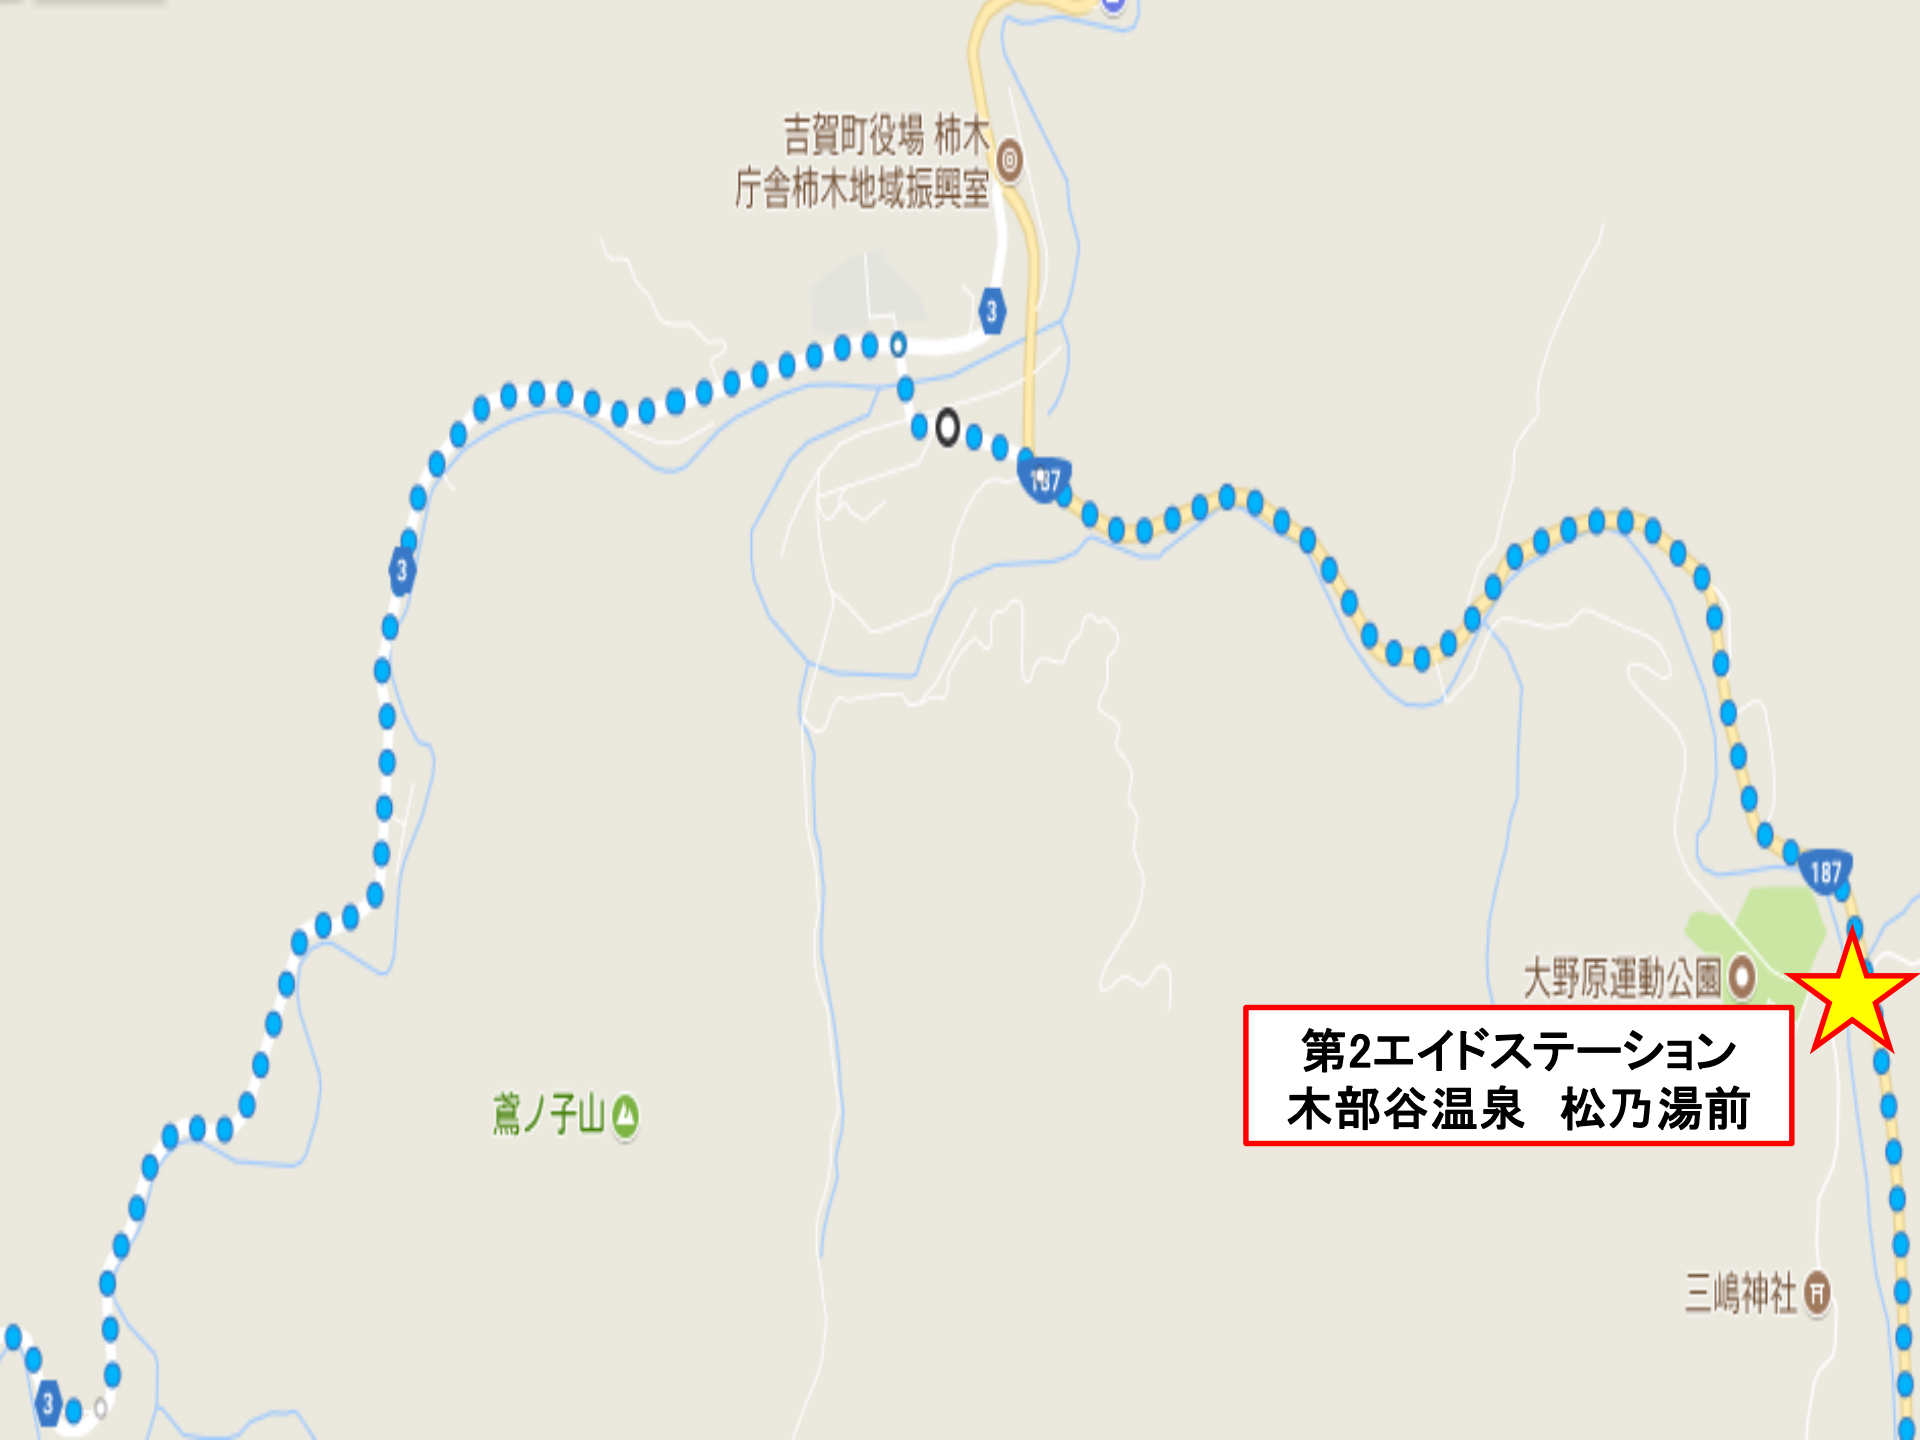 吉賀町役場 柿木
庁舎柿木地域振興室
3
187
3
187
大野原運動公園
第2エイドステーション
木部谷温泉　松乃湯前
鳶ノ子山
三嶋神社
3